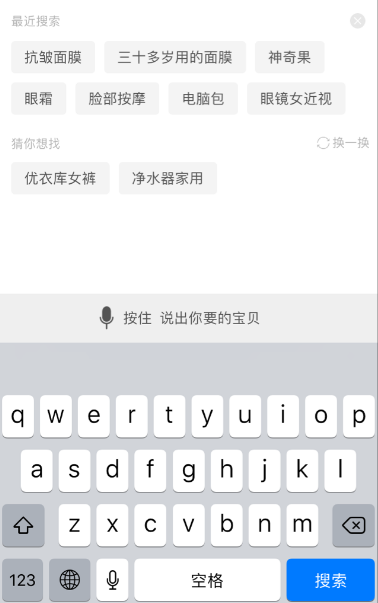 最近搜索
抗皱面膜 三十多岁用的面膜 神奇果
眼霜 脸部按摩 电脑包 眼镜女近视
猜你想找 换一换
优衣库女裤 净水器家用
按住 说出你要的宝贝
q w e r t y u i o p
a s d f g h j k l
z x c v b n m
123 空格 搜索